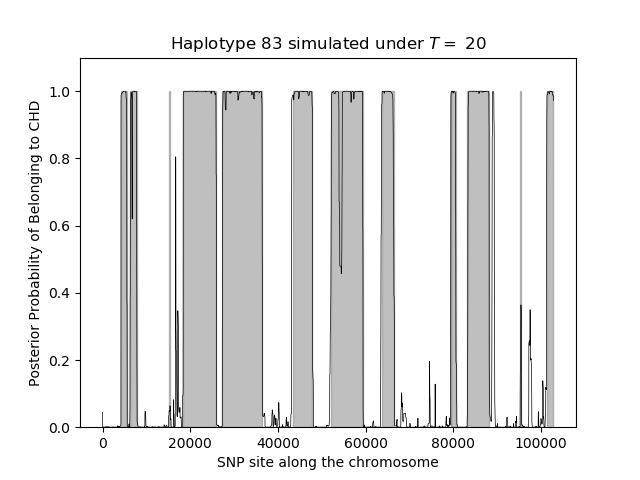 Haplotype 83 simulated under T = 20
Posterior Probability of Belonging to CHD
1.0
0.8
0.6
0.4
0.2
0.0
0 20000 40000 60000 80000 100000
SNP site along the chromosome